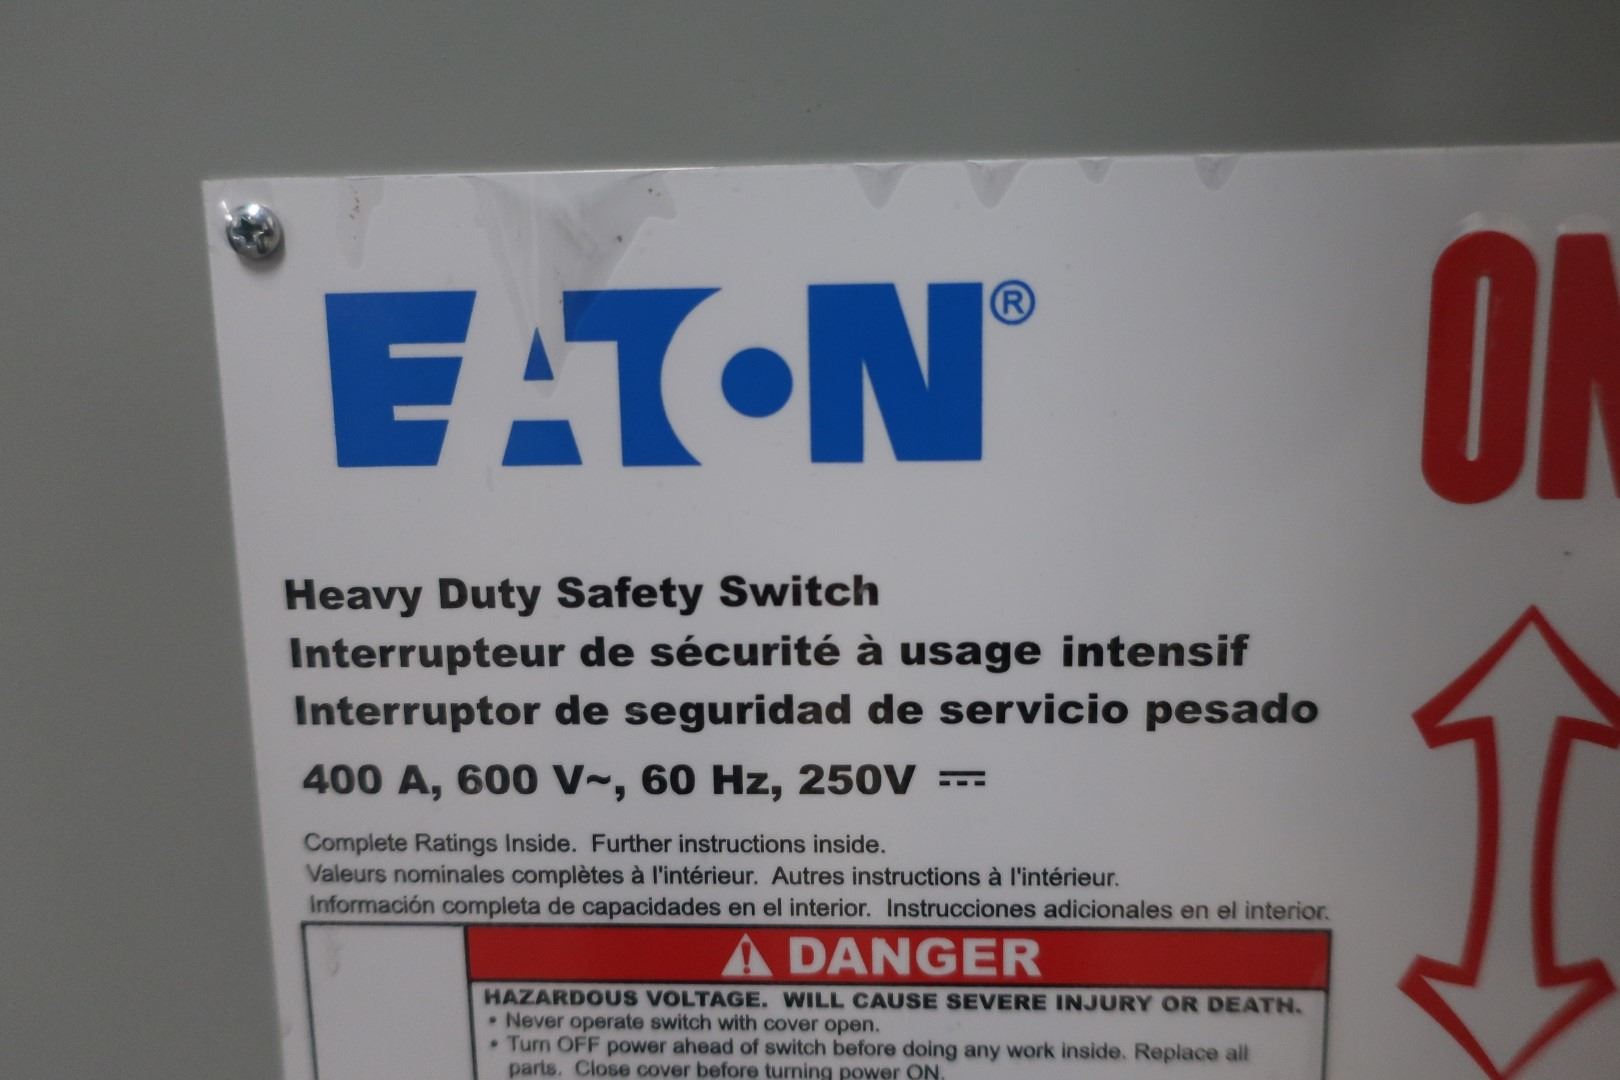 EATON®
ON
Heavy Duty Safety Switch
Interrupteur de sécurité à usage intensif
Interruptor de seguridad de servicio pesado
400 A, 600 V~, 60 Hz, 250V ⎓
Complete Ratings Inside. Further instructions inside.
Valeurs nominales complètes à l'intérieur. Autres instructions à l'intérieur.
Información completa de capacidades en el interior. Instrucciones adicionales en el interior.
DANGER
HAZARDOUS VOLTAGE. WILL CAUSE SEVERE INJURY OR DEATH.
• Never operate switch with cover open.
• Turn OFF power ahead of switch before doing any work inside. Replace all
parts. Close cover before turning power ON.